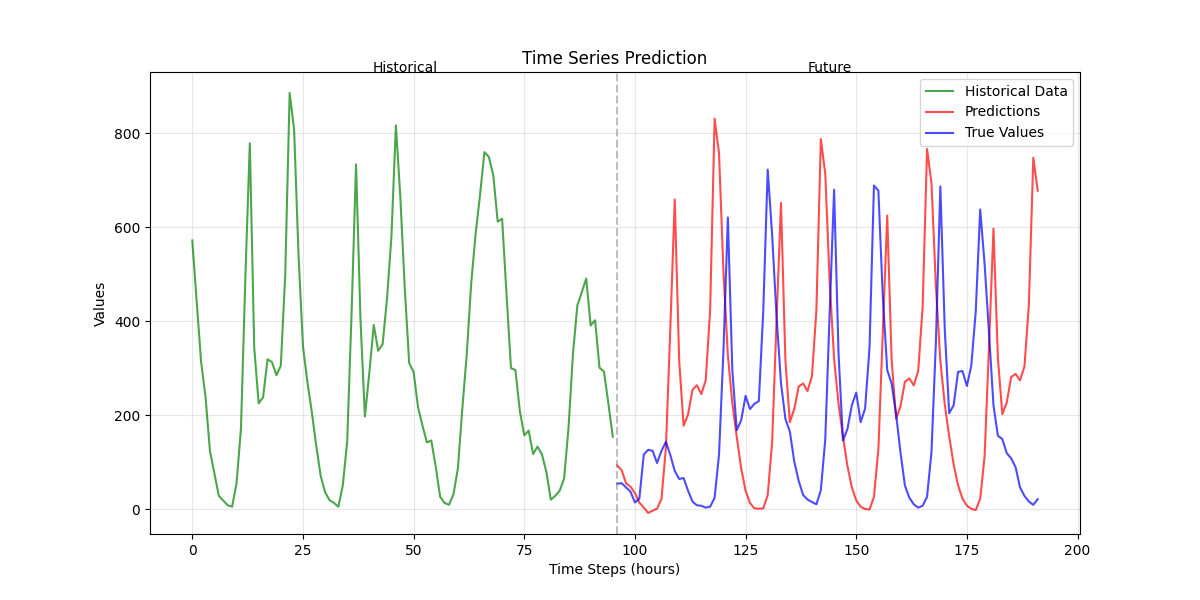 Time Series Prediction
Historical
Future
Historical Data
Predictions
True Values
Values
800
600
400
200
0
0
25
50
75
100
125
150
175
200
Time Steps (hours)